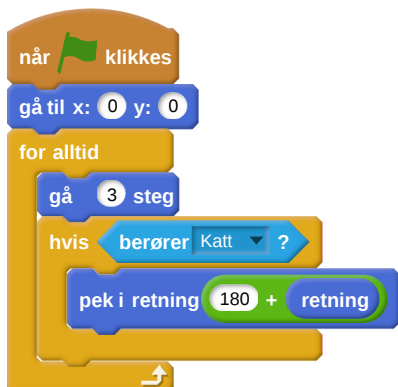 når klikkes
gå til x: 0 y: 0
for alltid
gå 3 steg
hvis berører Katt ?
pek i retning 180 + retning